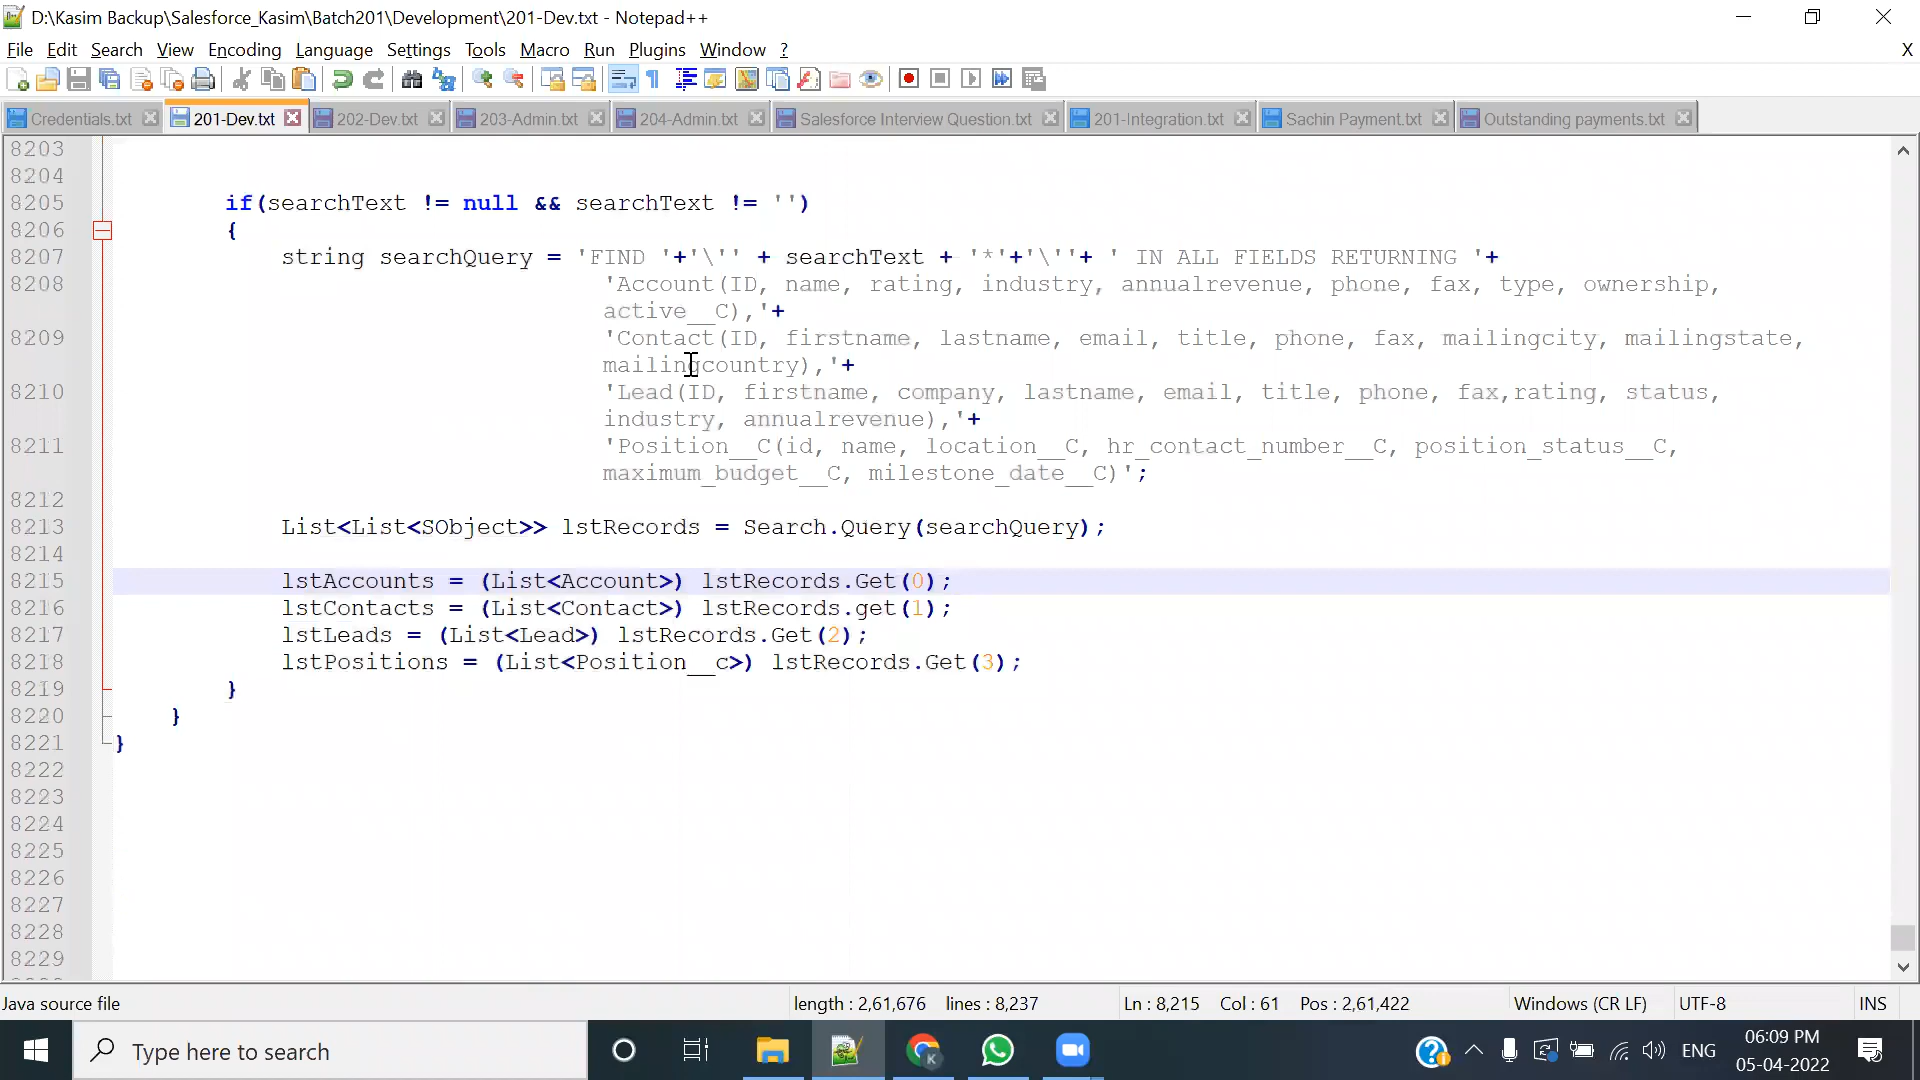 D:\Kasim Backup\Salesforce_Kasim\Batch201\Development\201-Dev.txt - Notepad++
File Edit Search View Encoding Language Settings Tools Macro Run Plugins Window ? X
Credentials.txt 201-Dev.txt 202-Dev.txt 203-Admin.txt 204-Admin.txt Salesforce Interview Question.txt 201-Integration.txt Sachin Payment.txt Outstanding payments.txt
8203
8204
8205 if(searchText != null && searchText != '')
8206 {
8207 string searchQuery = 'FIND '+'\'' + searchText + '*'+'\''+ ' IN ALL FIELDS RETURNING '+
8208 'Account(ID, name, rating, industry, annualrevenue, phone, fax, type, ownership,
active__C),'+
8209 'Contact(ID, firstname, lastname, email, title, phone, fax, mailingcity, mailingstate,
mailingcountry),'+
8210 'Lead(ID, firstname, company, lastname, email, title, phone, fax,rating, status,
industry, annualrevenue),'+
8211 'Position__C(id, name, location__C, hr_contact_number__C, position_status__C,
maximum_budget__C, milestone_date__C)';
8212
8213 List<List<SObject>> lstRecords = Search.Query(searchQuery);
8214
8215 lstAccounts = (List<Account>) lstRecords.Get(0);
8216 lstContacts = (List<Contact>) lstRecords.get(1);
8217 lstLeads = (List<Lead>) lstRecords.Get(2);
8218 lstPositions = (List<Position__c>) lstRecords.Get(3);
8219 }
8220 }
8221 }
8222
8223
8224
8225
8226
8227
8228
8229
Java source file length : 2,61,676 lines : 8,237 Ln : 8,215 Col : 61 Pos : 2,61,422 Windows (CR LF) UTF-8 INS
Type here to search ENG 06:09 PM
05-04-2022